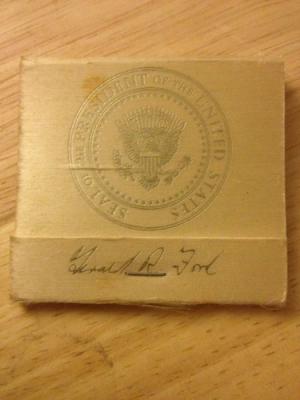 SEAL OF THE PRESIDENT OF THE UNITED STATES
Gerald R. Ford